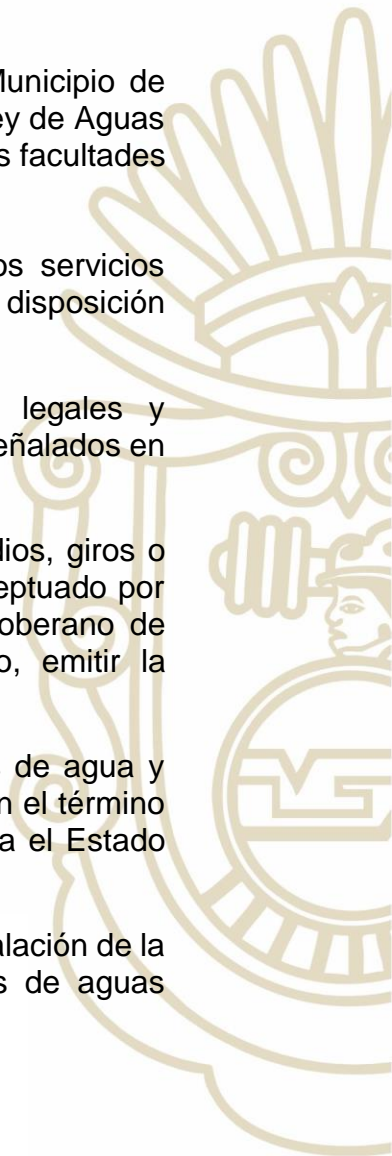 Municipio de
ey de Aguas
s facultades
os servicios
disposición
legales y
eñalados en
dios, giros o
eptuado por
oberano de
o, emitir la
de agua y
n el término
a el Estado
alación de la
s de aguas